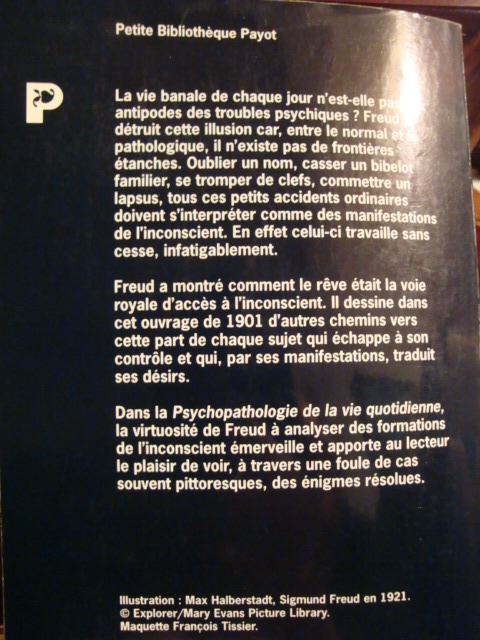 Petite Bibliothèque Payot
P
La vie banale de chaque jour n'est-elle pas
antipodes des troubles psychiques ? Freud
détruit cette illusion car, entre le normal et
pathologique, il n'existe pas de frontières
étanches. Oublier un nom, casser un bibelot
familier, se tromper de clefs, commettre un
lapsus, tous ces petits accidents ordinaires
doivent s'interpréter comme des manifestations
de l'inconscient. En effet celui-ci travaille sans
cesse, infatigablement.
Freud a montré comment le rêve était la voie
royale d'accès à l'inconscient. Il dessine dans
cet ouvrage de 1901 d'autres chemins vers
cette part de chaque sujet qui échappe à son
contrôle et qui, par ses manifestations, traduit
ses désirs.
Dans la Psychopathologie de la vie quotidienne,
la virtuosité de Freud à analyser des formations
de l'inconscient émerveille et apporte au lecteur
le plaisir de voir, à travers une foule de cas
souvent pittoresques, des énigmes résolues.
Illustration : Max Halberstadt, Sigmund Freud en 1921.
© Explorer/Mary Evans Picture Library.
Maquette François Tissier.